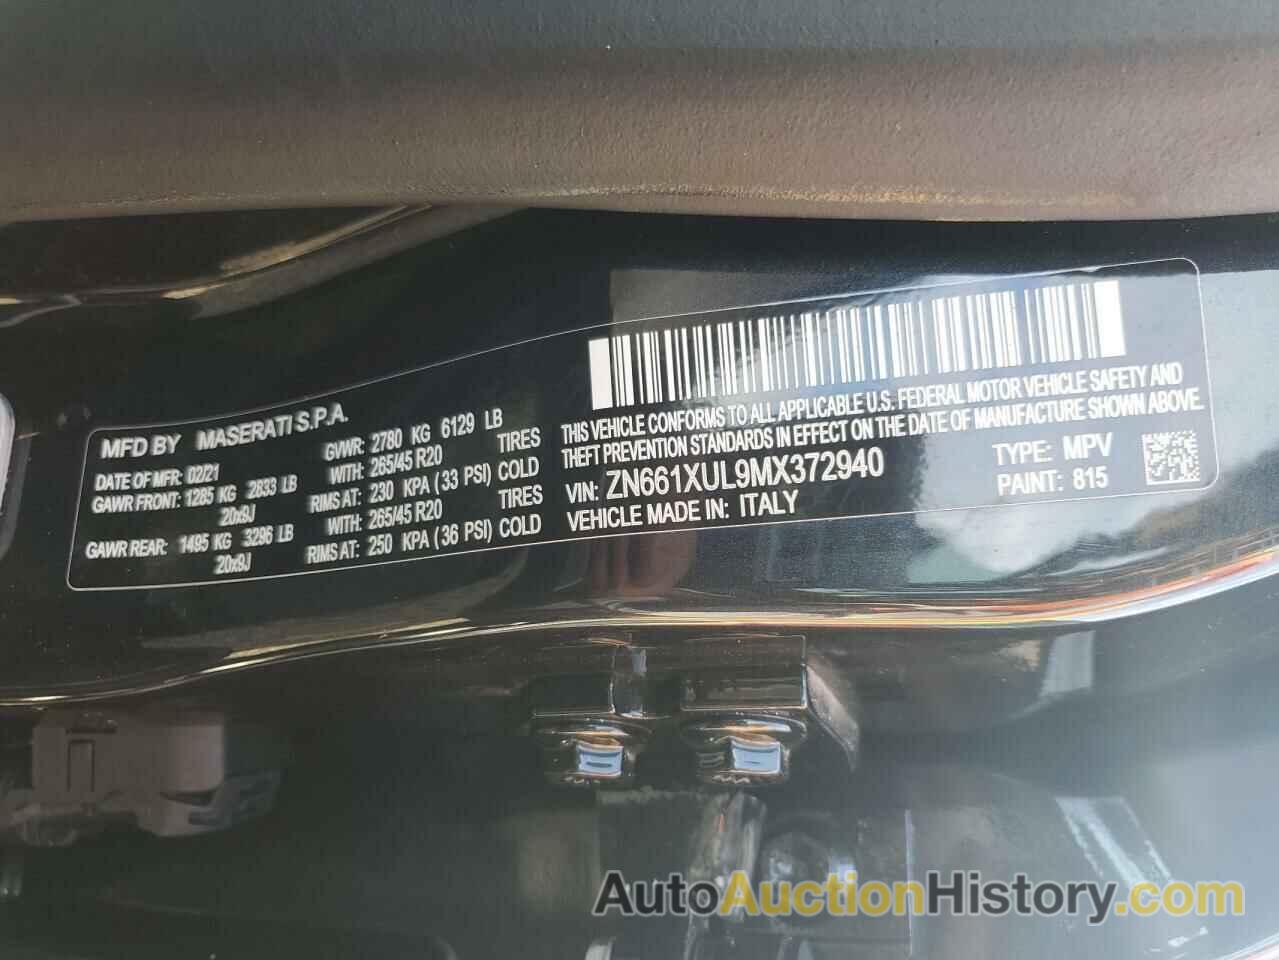 MFD BY MASERATI S.P.A.
DATE OF MFR: 02/21 GVWR: 2780 KG 6129 LB
GAWR FRONT: 1285 KG 2833 LB WITH: 265/45 R20 TIRES
20x9J RIMS AT: 230 KPA ( 33 PSI ) COLD
GAWR REAR: 1495 KG 3296 LB WITH: 265/45 R20 TIRES
20x9J RIMS AT: 250 KPA ( 36 PSI ) COLD
THIS VEHICLE CONFORMS TO ALL APPLICABLE U.S. FEDERAL MOTOR VEHICLE SAFETY AND
THEFT PREVENTION STANDARDS IN EFFECT ON THE DATE OF MANUFACTURE SHOWN ABOVE.
VIN: ZN661XUL9MX372940 TYPE: MPV
VEHICLE MADE IN: ITALY PAINT: 815
AutoAuctionHistory.com